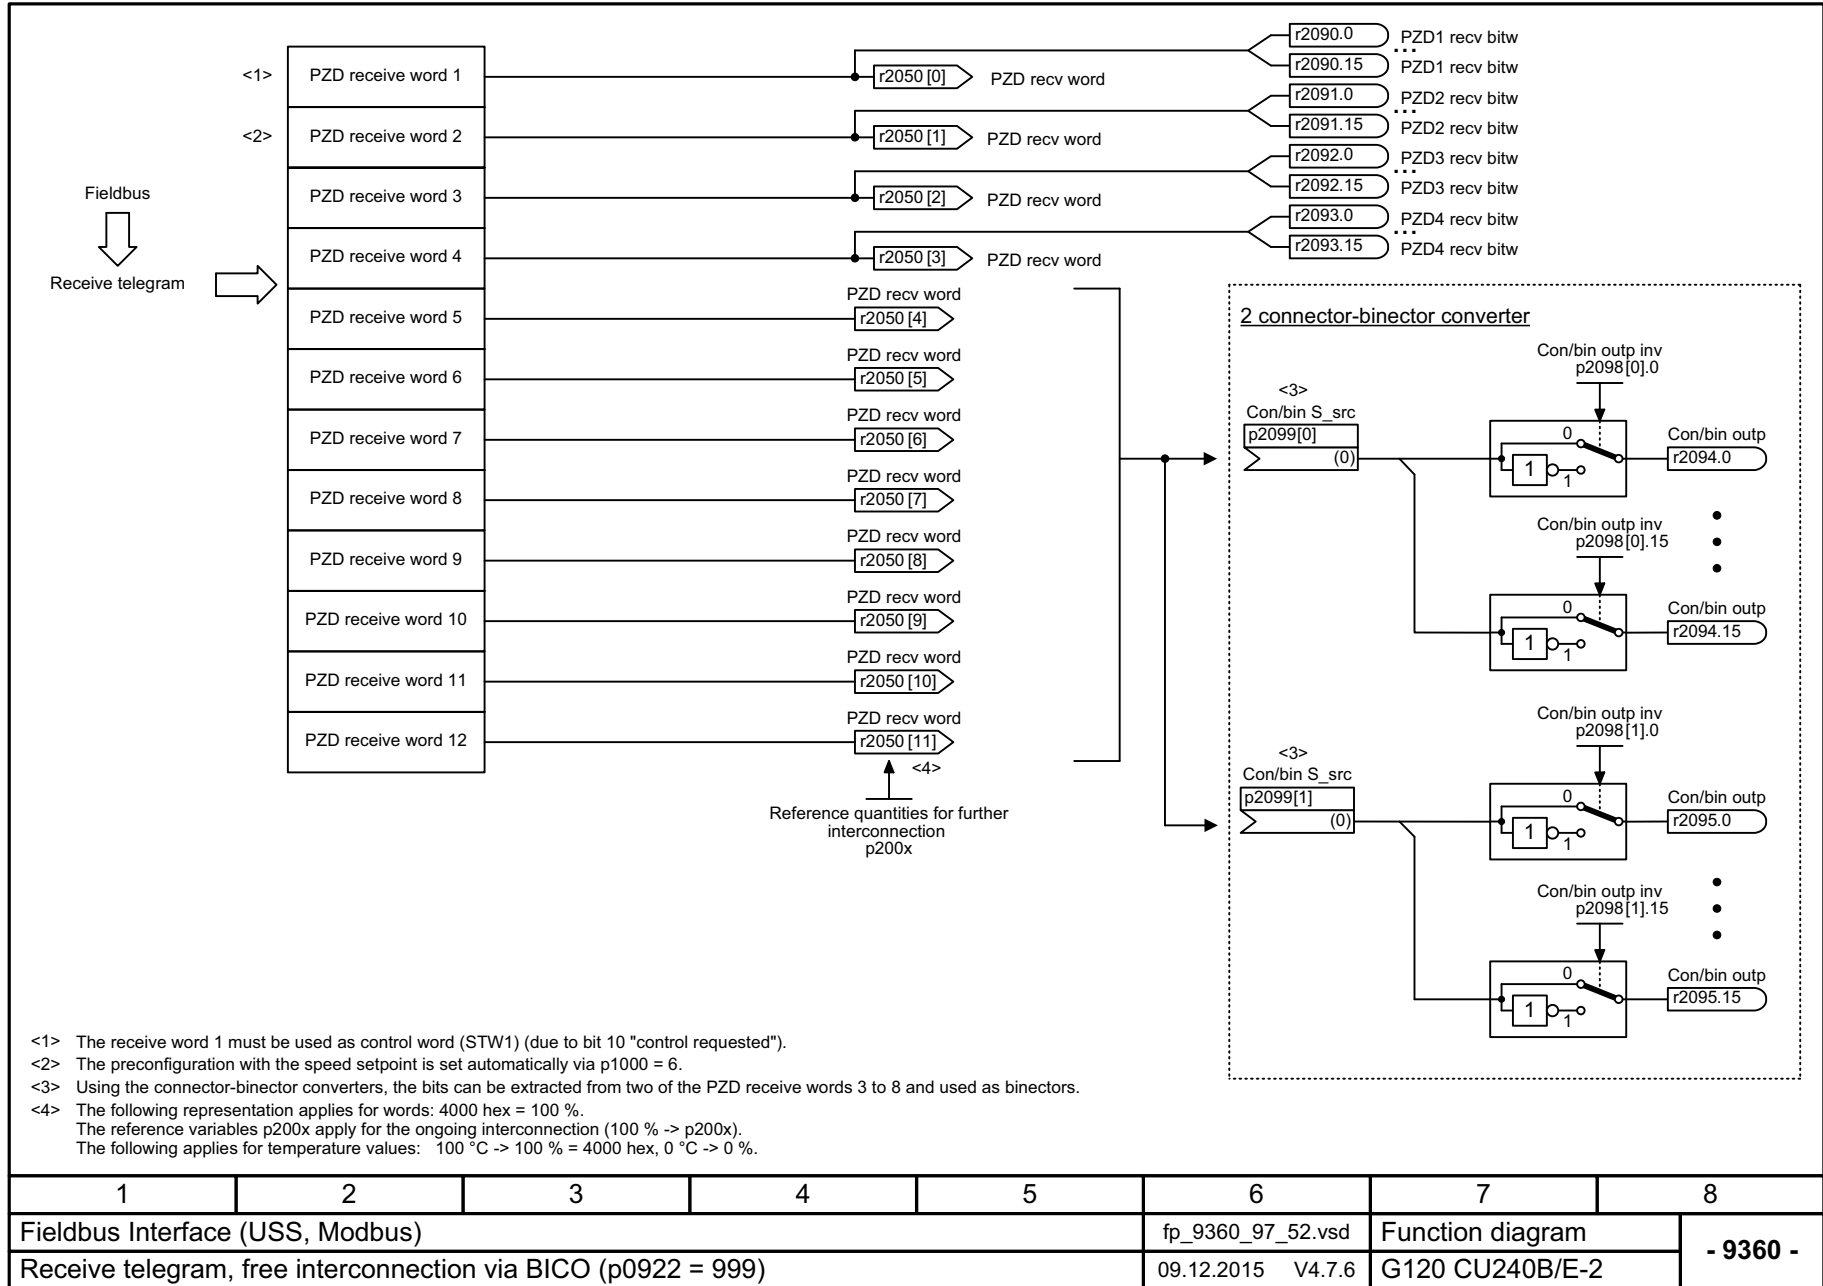 r2090.0
PZD1 recv bitw
...
<1>
PZD receive word 1
r2050 [0]
PZD recv word
r2090.15
PZD1 recv bitw
r2091.0
PZD2 recv bitw
...
<2>
PZD receive word 2
r2050 [1]
PZD recv word
r2091.15
PZD2 recv bitw
r2092.0
PZD3 recv bitw
...
PZD receive word 3
r2050 [2]
PZD recv word
r2092.15
PZD3 recv bitw
r2093.0
PZD4 recv bitw
...
PZD receive word 4
r2050 [3]
PZD recv word
r2093.15
PZD4 recv bitw
Fieldbus
Receive telegram
PZD receive word 5
PZD recv word
r2050 [4]
PZD receive word 6
PZD recv word
r2050 [5]
PZD receive word 7
PZD recv word
r2050 [6]
PZD receive word 8
PZD recv word
r2050 [7]
PZD receive word 9
PZD recv word
r2050 [8]
PZD receive word 10
PZD recv word
r2050 [9]
PZD receive word 11
PZD recv word
r2050 [10]
PZD receive word 12
PZD recv word
r2050 [11]
<4>
Reference quantities for further
interconnection
p200x
2 connector-binector converter
<3>
Con/bin S_src
p2099[0]
(0)
Con/bin outp inv
p2098[0].0
0
1
1
Con/bin outp
r2094.0
Con/bin outp inv
p2098[0].15
0
1
1
Con/bin outp
r2094.15
<3>
Con/bin S_src
p2099[1]
(0)
Con/bin outp inv
p2098[1].0
0
1
1
Con/bin outp
r2095.0
Con/bin outp inv
p2098[1].15
0
1
1
Con/bin outp
r2095.15
<1> The receive word 1 must be used as control word (STW1) (due to bit 10 "control requested").
<2> The preconfiguration with the speed setpoint is set automatically via p1000 = 6.
<3> Using the connector-binector converters, the bits can be extracted from two of the PZD receive words 3 to 8 and used as binectors.
<4> The following representation applies for words: 4000 hex = 100 %.
The reference variables p200x apply for the ongoing interconnection (100 % -> p200x).
The following applies for temperature values: 100 °C -> 100 % = 4000 hex, 0 °C -> 0 %.
1 2 3 4 5 6 7 8
Fieldbus Interface (USS, Modbus)
fp_9360_97_52.vsd
Function diagram
- 9360 -
Receive telegram, free interconnection via BICO (p0922 = 999)
09.12.2015 V4.7.6
G120 CU240B/E-2